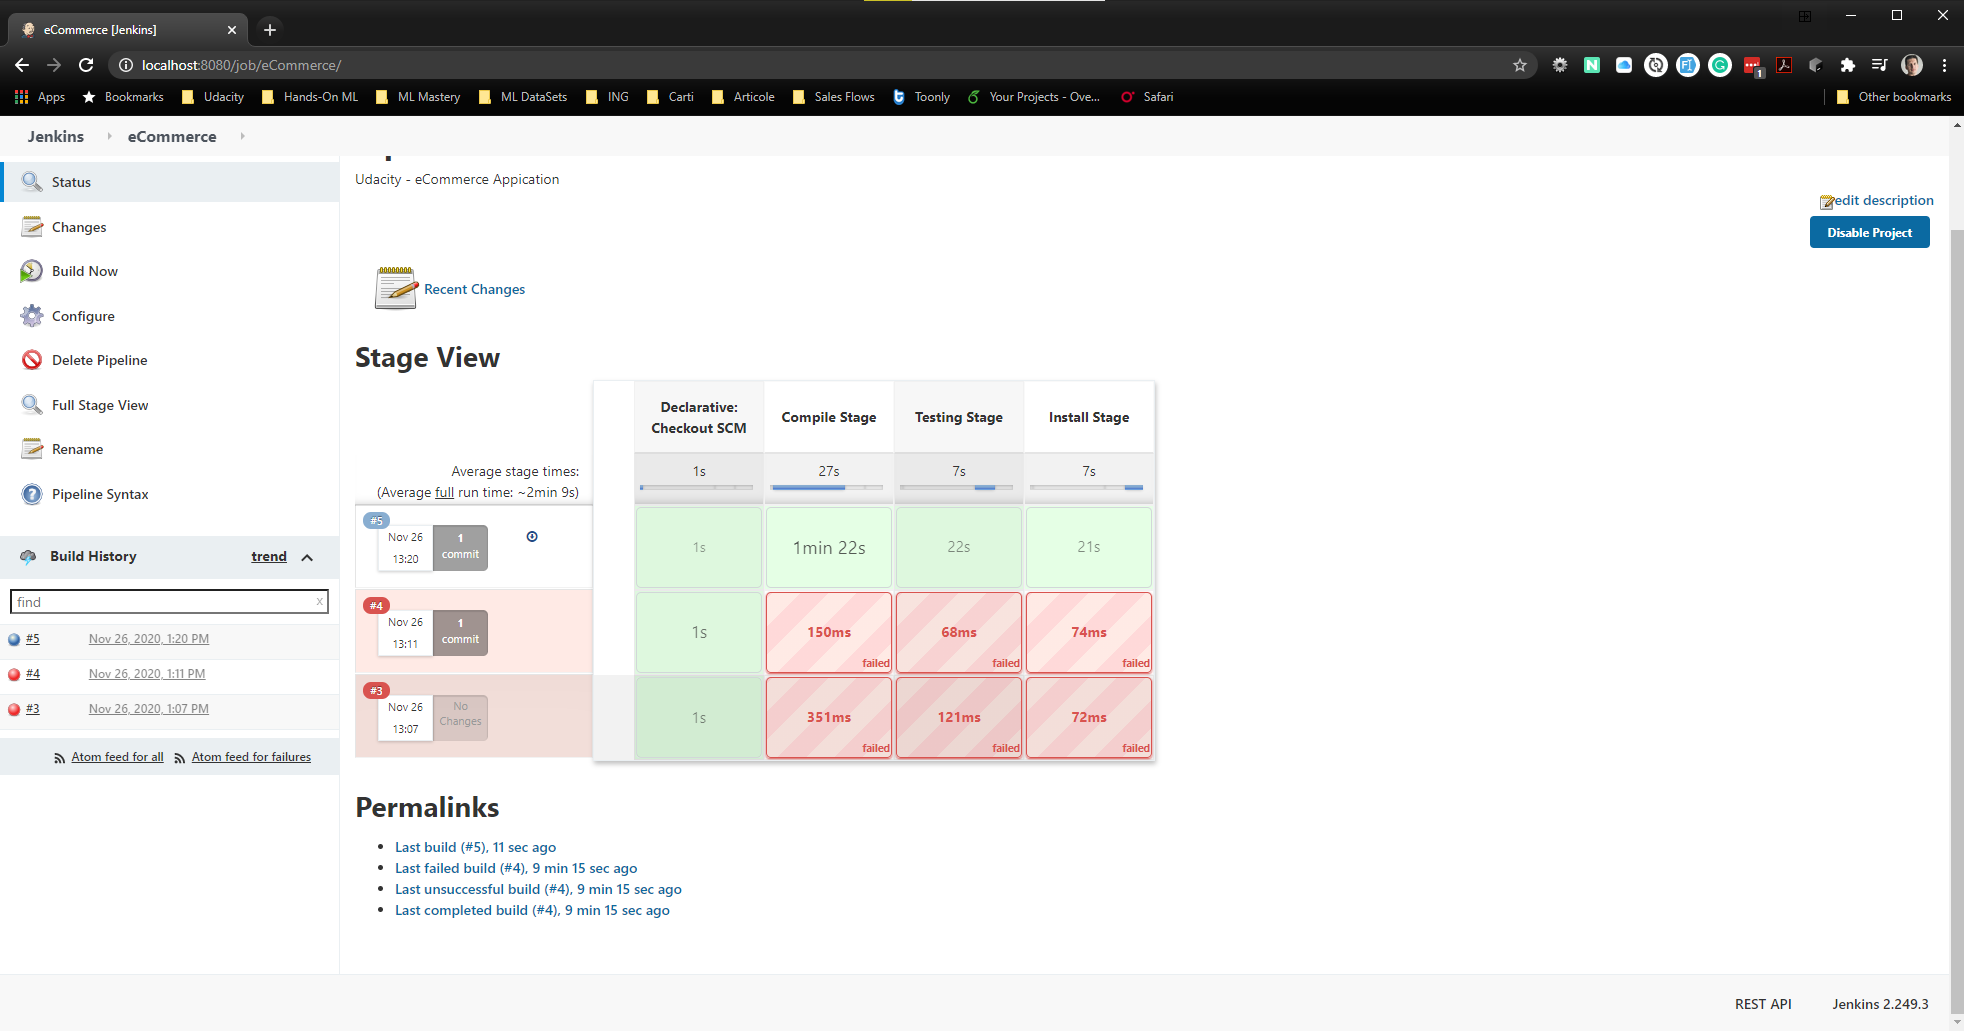 eCommerce [Jenkins]
localhost:8080/job/eCommerce/
1
Apps Bookmarks Udacity Hands-On ML ML Mastery ML DataSets ING Carti Articole Sales Flows Toonly Your Projects - Ove... Safari Other bookmarks
Jenkins eCommerce
Status
Changes
Build Now
Configure
Delete Pipeline
Full Stage View
Rename
Pipeline Syntax
Build History trend
find x
#5 Nov 26, 2020, 1:20 PM
#4 Nov 26, 2020, 1:11 PM
#3 Nov 26, 2020, 1:07 PM
Atom feed for all Atom feed for failures
Udacity - eCommerce Appication
edit description
Disable Project
Recent Changes
Stage View
Declarative:
Checkout SCM
Compile Stage
Testing Stage
Install Stage
Average stage times:
(Average full run time: ~2min 9s)
1s 27s 7s 7s
#5
Nov 26
13:20
1
commit
1s 1min 22s 22s 21s
#4
Nov 26
13:11
1
commit
1s 150ms 68ms 74ms
failed failed failed
#3
Nov 26
13:07
No
Changes
1s 351ms 121ms 72ms
failed failed failed
Permalinks
Last build (#5), 11 sec ago
Last failed build (#4), 9 min 15 sec ago
Last unsuccessful build (#4), 9 min 15 sec ago
Last completed build (#4), 9 min 15 sec ago
REST API Jenkins 2.249.3